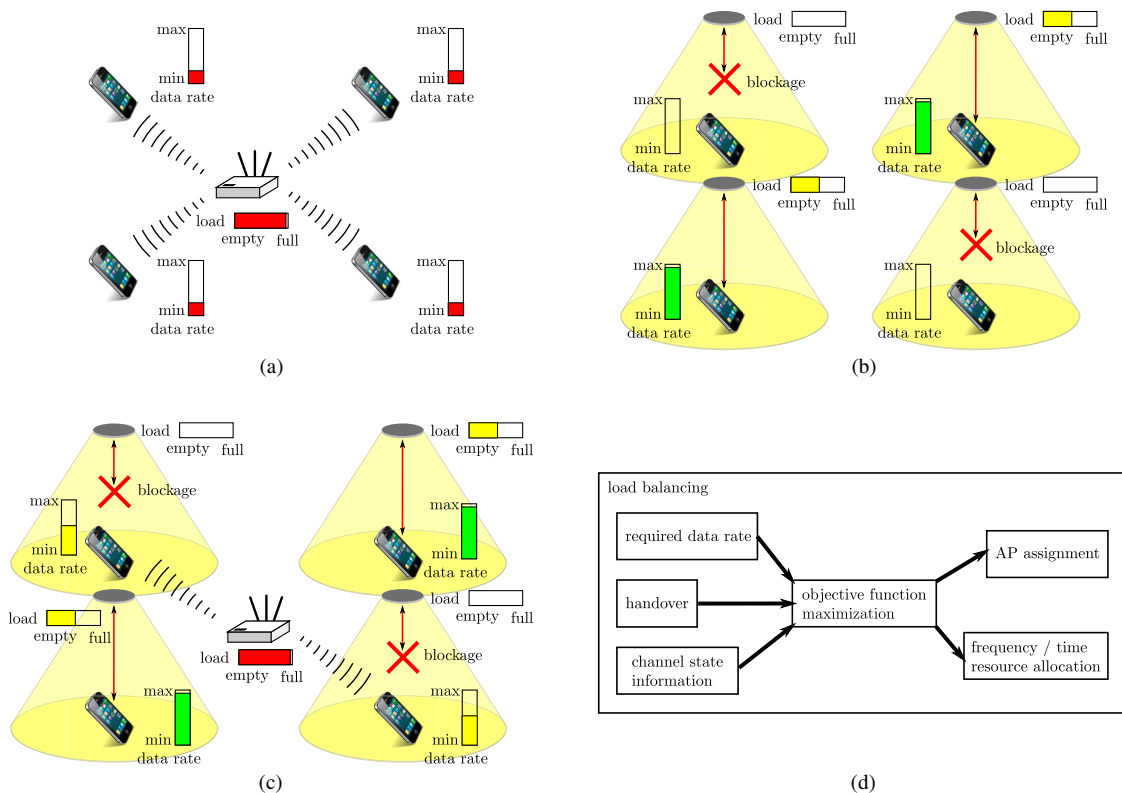 max
min
data rate
max
min
data rate
load
empty full
max
min
data rate
max
min
data rate
(a)
load
empty full
blockage
max
min
data rate
load
empty full
max
min
data rate
load
empty full
max
min
data rate
load
empty full
blockage
max
min
data rate
(b)
load
empty full
blockage
max
min
data rate
load
empty full
max
min
data rate
load
empty full
max
min
data rate
load
empty full
load
empty full
blockage
max
min
data rate
(c)
load balancing
required data rate
handover
channel state
information
objective function
maximization
AP assignment
frequency / time
resource allocation
(d)